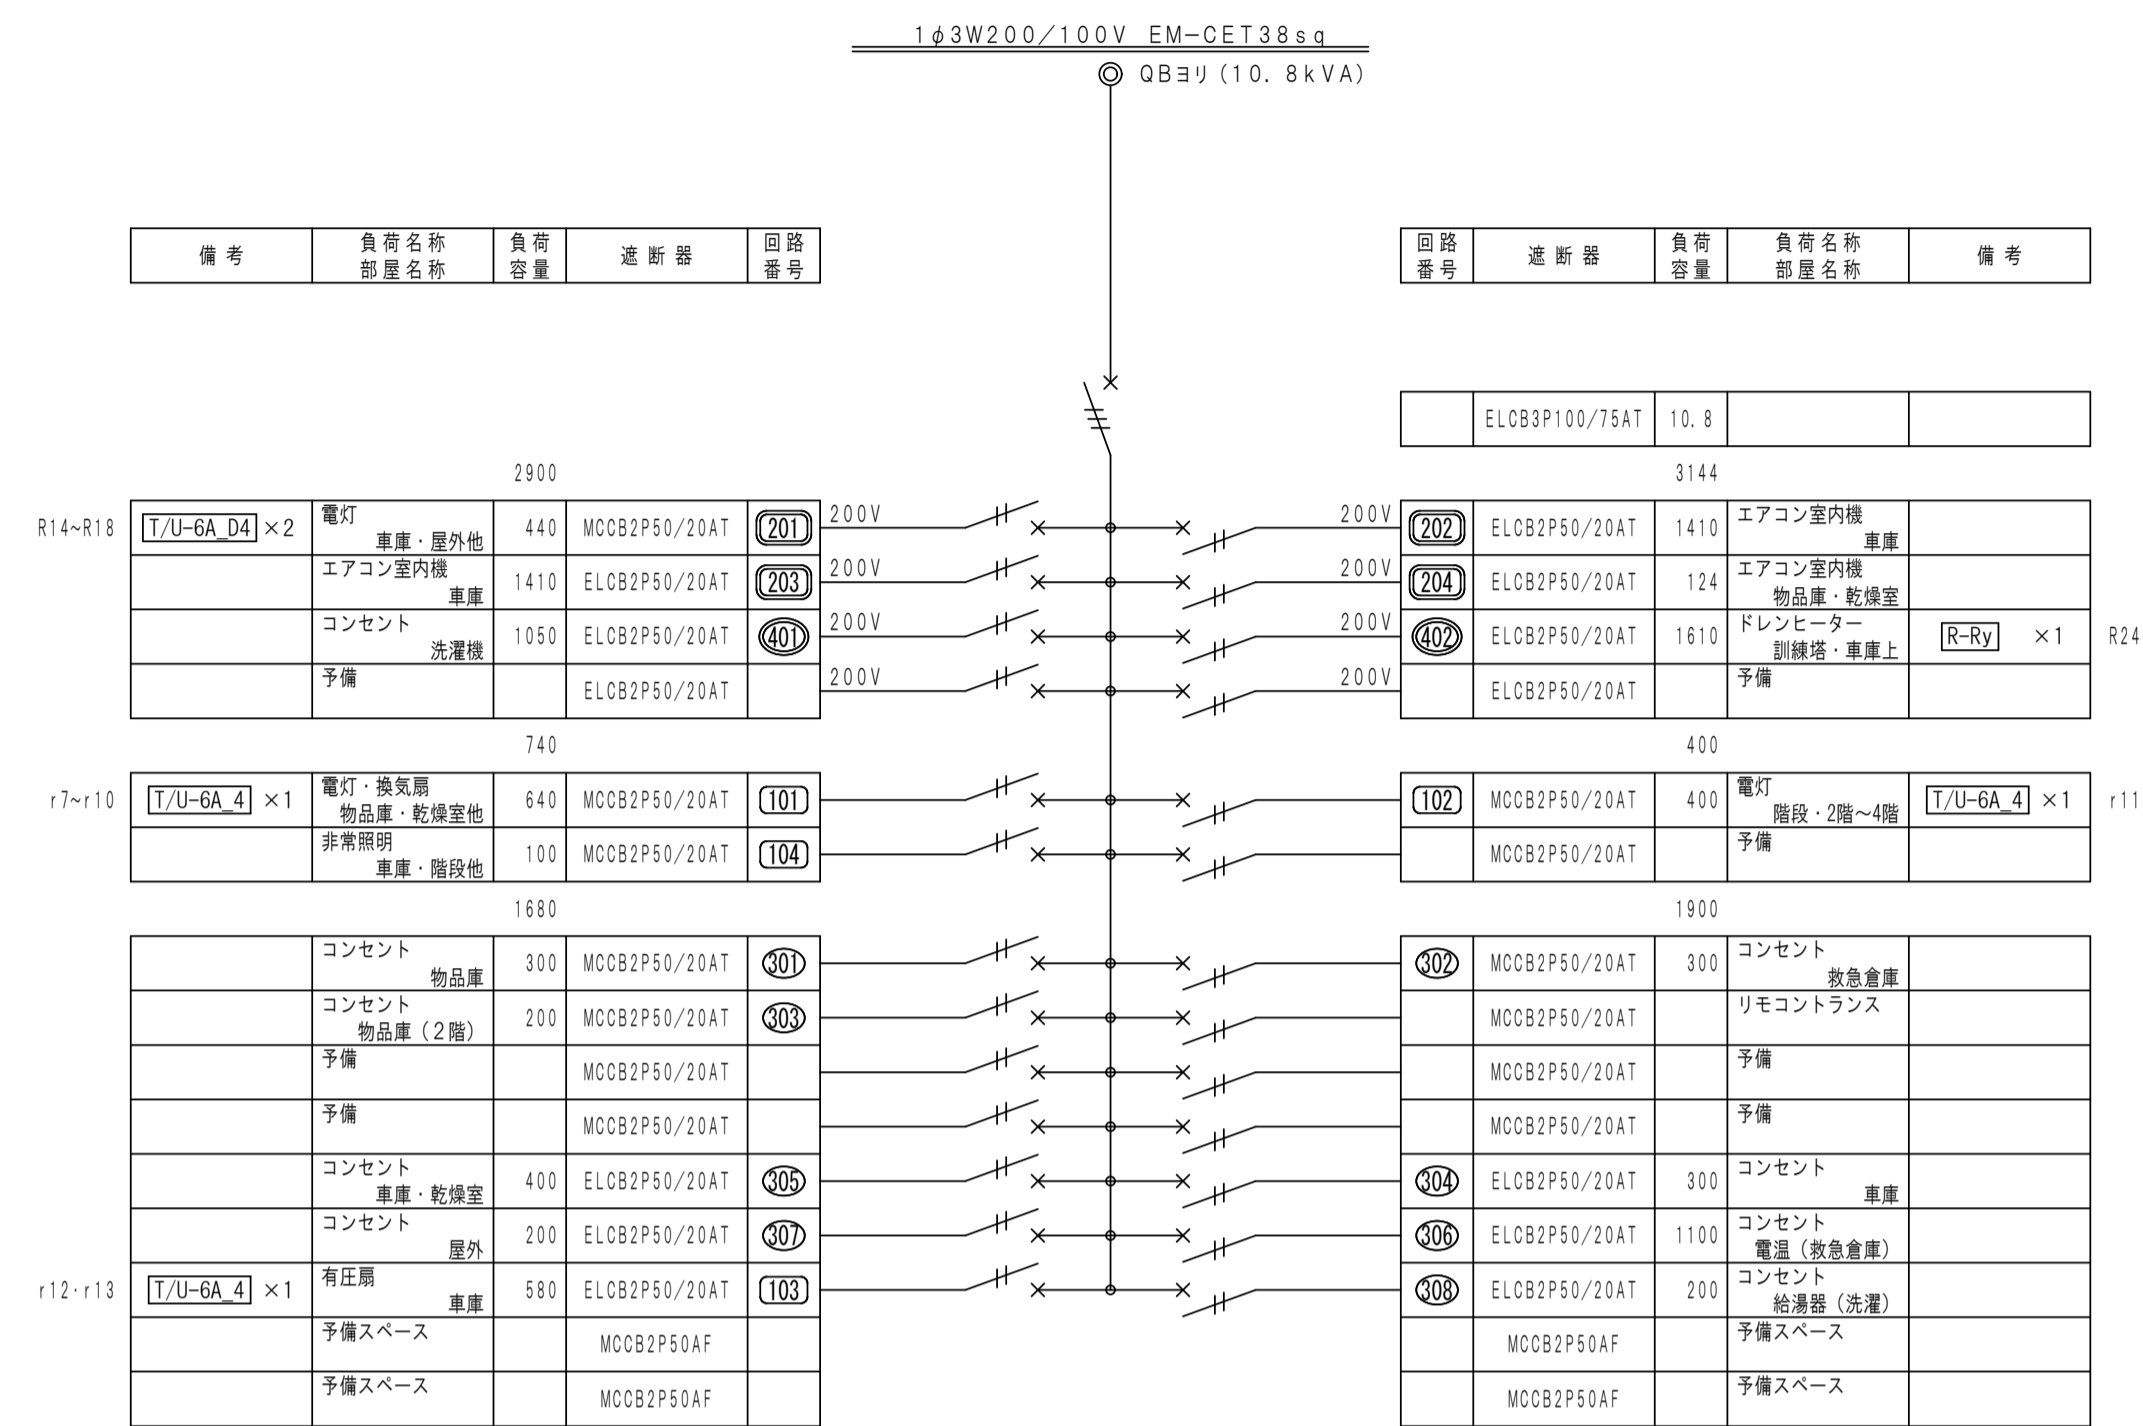 1φ3W200/100V EM-CET38sq
QBヨリ(10.8kVA)
備考 負荷名称 部屋名称 負荷容量 遮断器 回路番号
回路番号 遮断器 負荷容量 負荷名称 部屋名称 備考
ELCB3P100/75AT 10.8
2900
3144
R14~R18 T/U-6A_D4 ×2 電灯 車庫・屋外他 440 MCCB2P50/20AT 201 200V
200V 202 ELCB2P50/20AT 1410 エアコン室内機 車庫
エアコン室内機 車庫 1410 ELCB2P50/20AT 203 200V
200V 204 ELCB2P50/20AT 124 エアコン室内機 物品庫・乾燥室
コンセント 洗濯機 1050 ELCB2P50/20AT 401 200V
200V 402 ELCB2P50/20AT 1610 ドレンヒーター 訓練塔・車庫上 R-Ry ×1 R24
予備 ELCB2P50/20AT 200V
200V ELCB2P50/20AT 予備
740
400
r7~r10 T/U-6A_4 ×1 電灯・換気扇 物品庫・乾燥室他 640 MCCB2P50/20AT 101
102 MCCB2P50/20AT 400 電灯 階段・2階～4階 T/U-6A_4 ×1 r11
非常照明 車庫・階段他 100 MCCB2P50/20AT 104
MCCB2P50/20AT 予備
1680
1900
コンセント 物品庫 300 MCCB2P50/20AT 301
302 MCCB2P50/20AT 300 コンセント 救急倉庫
コンセント 物品庫（2階） 200 MCCB2P50/20AT 303
MCCB2P50/20AT リモコントランス
予備 MCCB2P50/20AT
MCCB2P50/20AT 予備
予備 MCCB2P50/20AT
MCCB2P50/20AT 予備
コンセント 車庫・乾燥室 400 ELCB2P50/20AT 305
304 ELCB2P50/20AT 300 コンセント 車庫
コンセント 屋外 200 ELCB2P50/20AT 307
306 ELCB2P50/20AT 1100 コンセント 電温（救急倉庫）
r12・r13 T/U-6A_4 ×1 有圧扇 車庫 580 ELCB2P50/20AT 103
308 ELCB2P50/20AT 200 コンセント 給湯器（洗濯）
予備スペース MCCB2P50AF
MCCB2P50AF 予備スペース
予備スペース MCCB2P50AF
MCCB2P50AF 予備スペース